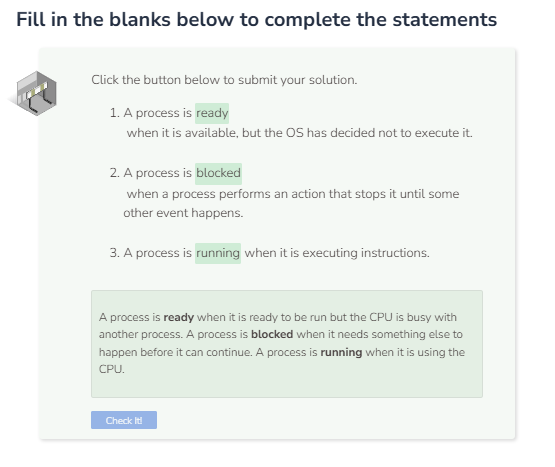 Fill in the blanks below to complete the statements
Click the button below to submit your solution.
1. A process is ready
when it is available, but the OS has decided not to execute it.
2. A process is blocked
when a process performs an action that stops it until some
other event happens.
3. A process is running when it is executing instructions.
A process is ready when it is ready to be run but the CPU is busy with
another process. A process is blocked when it needs something else to
happen before it can continue. A process is running when it is using the
CPU.
Check It!